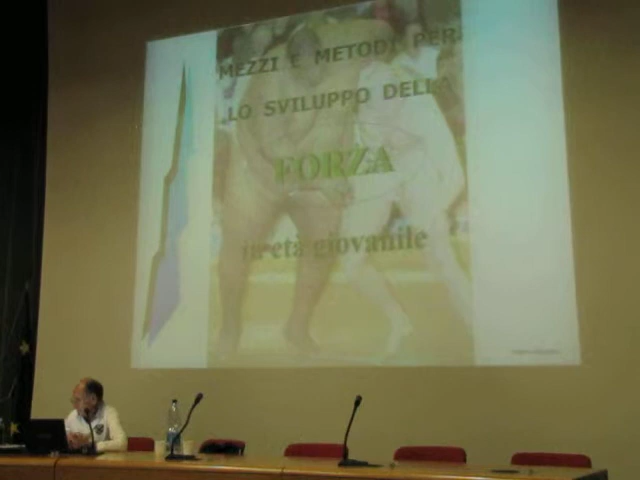 MEZZI E METODI PER
LO SVILUPPO DELLA
FORZA
in età giovanile